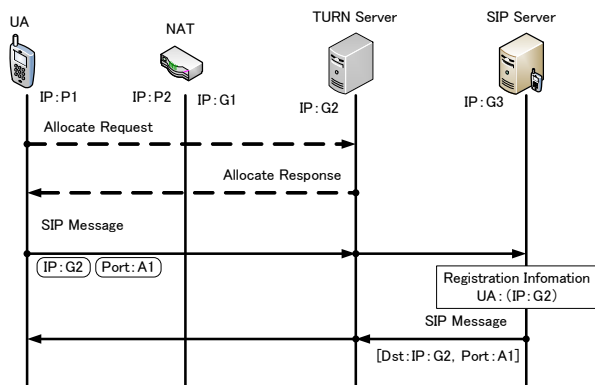 UA
NAT
TURN Server
SIP Server
IP:P1
IP:P2
IP:G1
IP:G2
IP:G3
Allocate Request
Allocate Response
SIP Message
IP:G2
Port:A1
Registration Infomation
UA:(IP:G2)
SIP Message
[Dst:IP:G2, Port:A1]